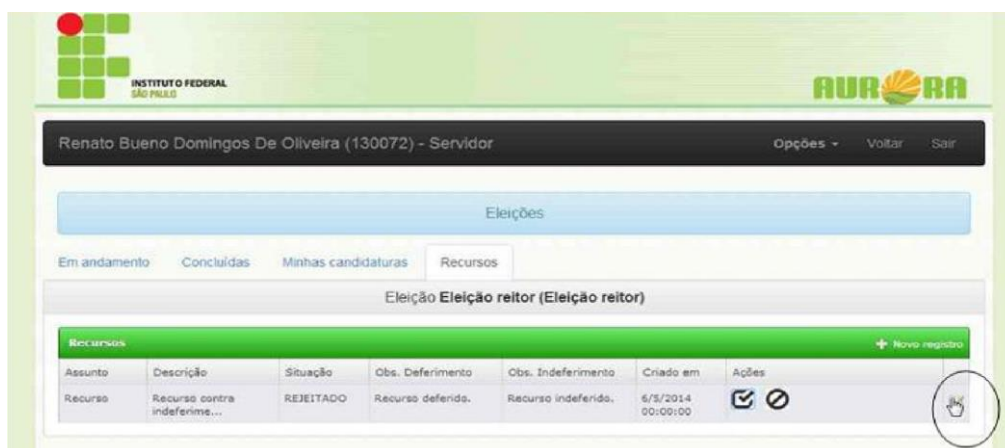 INSTITUTO FEDERAL
SÃO PAULO
AURORA
Renato Bueno Domingos De Oliveira (130072) - Servidor Opções Voltar Sair
Eleições
Em andamento Concluídas Minhas candidaturas Recursos
Eleição Eleição reitor (Eleição reitor)
Recursos + Novo registro
Assunto Descrição Situação Obs. Deferimento Obs. Indeferimento Criado em Ações
Recurso Recurso contra REJEITADO Recurso deferido. Recurso indeferido. 6/5/2014
indeferime... 00:00:00